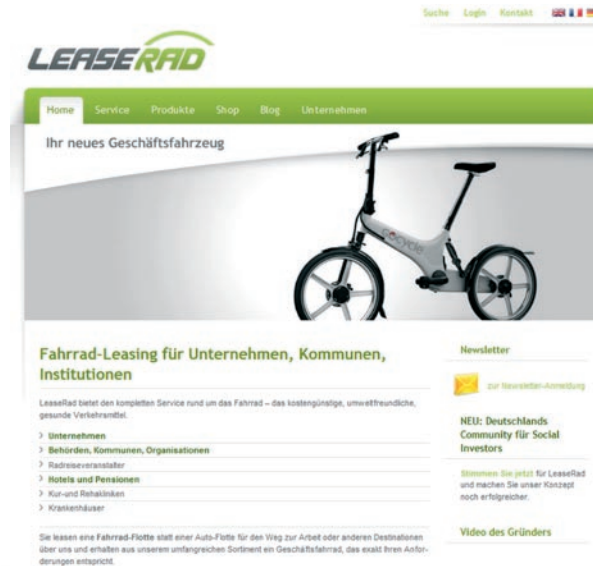 Suche Login Kontakt
LEASERAD
Home Service Produkte Shop Blog Unternehmen
Ihr neues Geschäftsfahrzeug
Gocycle
Fahrrad-Leasing für Unternehmen, Kommunen,
Institutionen
LeaseRad bietet den kompletten Service rund um das Fahrrad – das kostengünstige, umweltfreundliche,
gesunde Verkehrsmittel.
> Unternehmen
> Behörden, Kommunen, Organisationen
> Radreiseveranstalter
> Hotels und Pensionen
> Kur-und Rehakliniken
> Krankenhäuser
Sie leasen eine Fahrrad-Flotte statt einer Auto-Flotte für den Weg zur Arbeit oder anderen Destinationen
über uns und erhalten aus unserem umfangreichen Sortiment ein Geschäftsfahrrad, das exakt Ihren Anfor-
derungen entspricht.
Newsletter
zur Newsletter-Anmeldung
NEU: Deutschlands
Community für Social
Investors
Stimmen Sie jetzt für LeaseRad
und machen Sie unser Konzept
noch erfolgreicher.
Video des Gründers